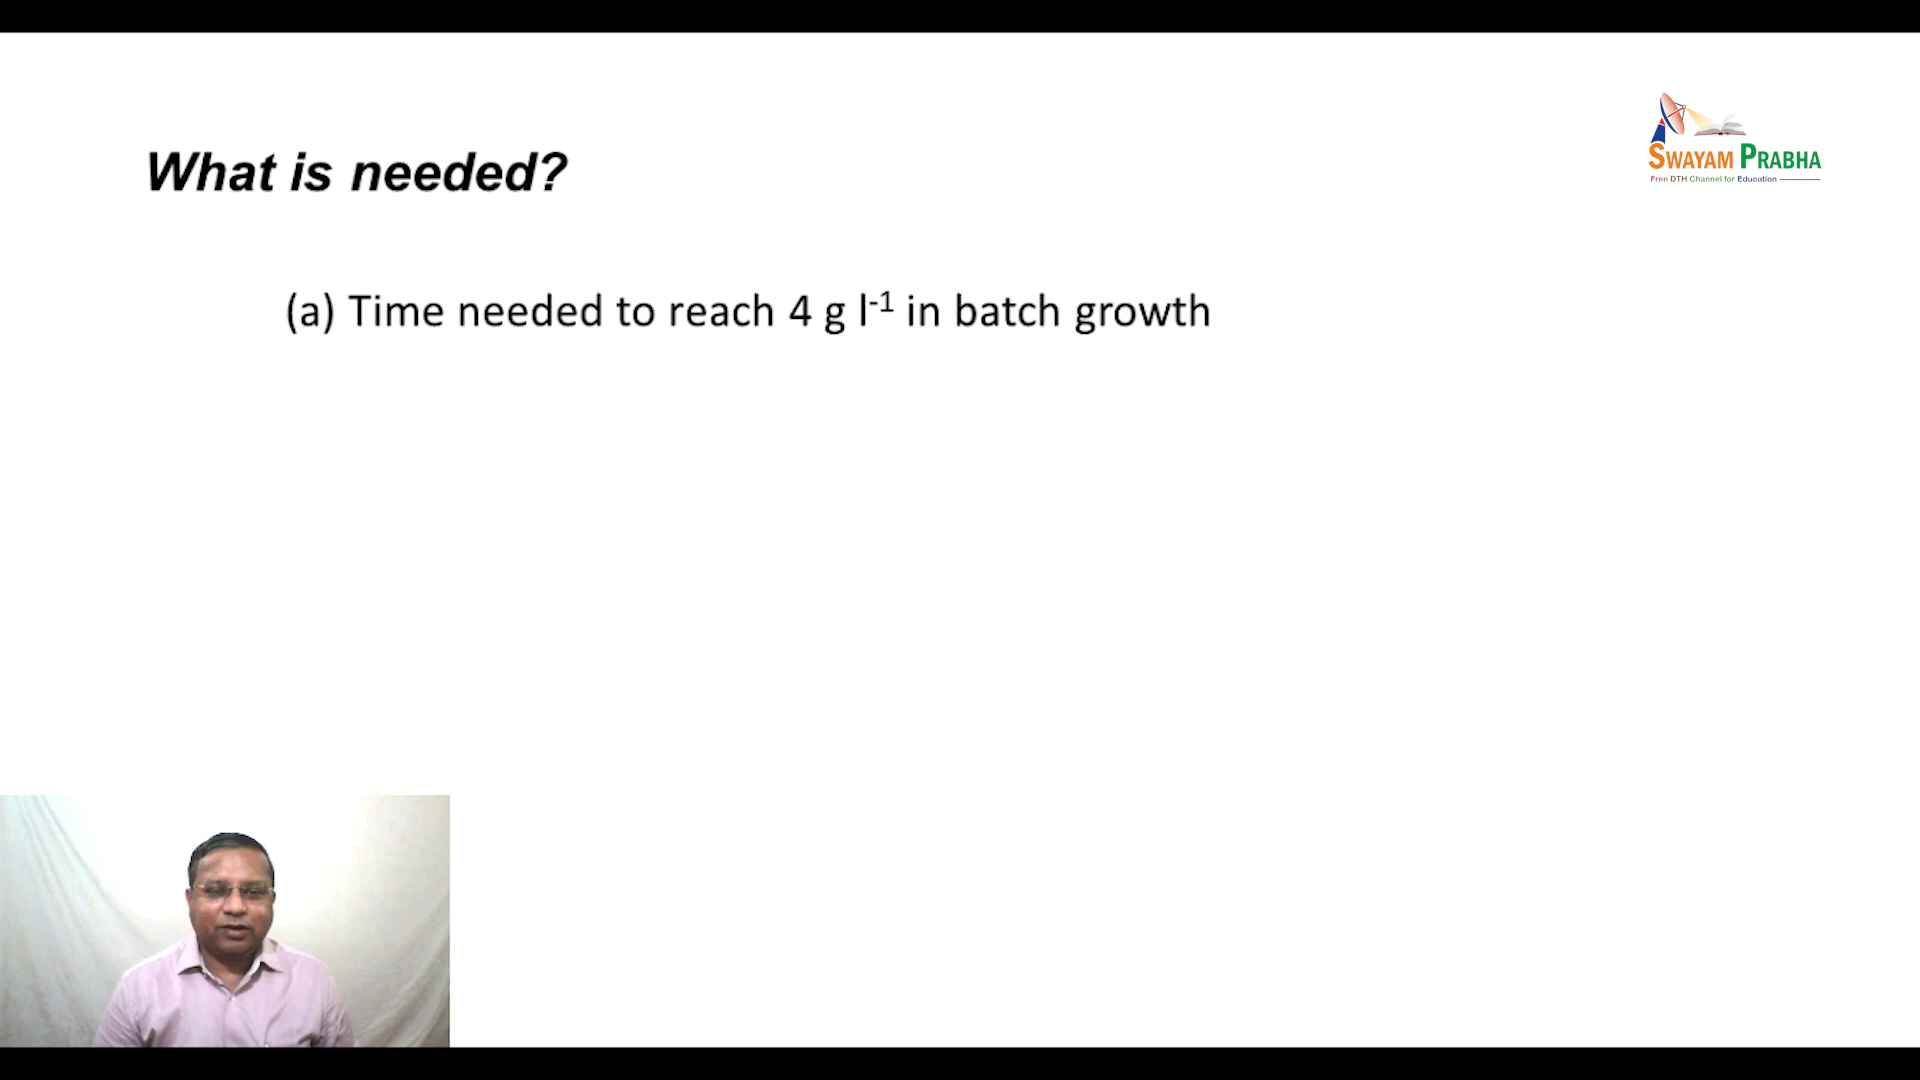 What is needed?
SWAYAM PRABHA
Free DTH Channel for Education
(a) Time needed to reach 4 g l⁻¹ in batch growth